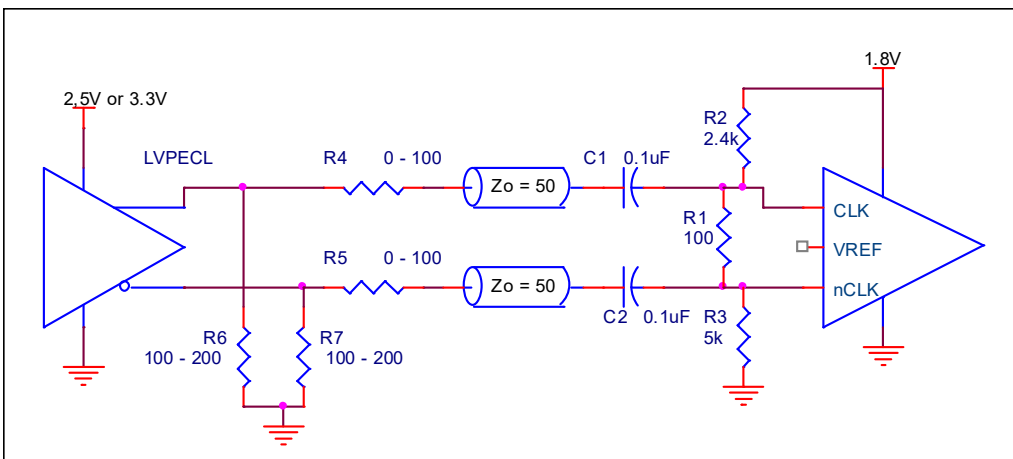 1.8V
2.5V or 3.3V
R2
2.4k
LVPECL
R4 0 - 100
C1 0.1uF
Zo = 50
R1
100
CLK
VREF
R5 0 - 100
Zo = 50
nCLK
C2 0.1uF
R3
5k
R6
100 - 200
R7
100 - 200